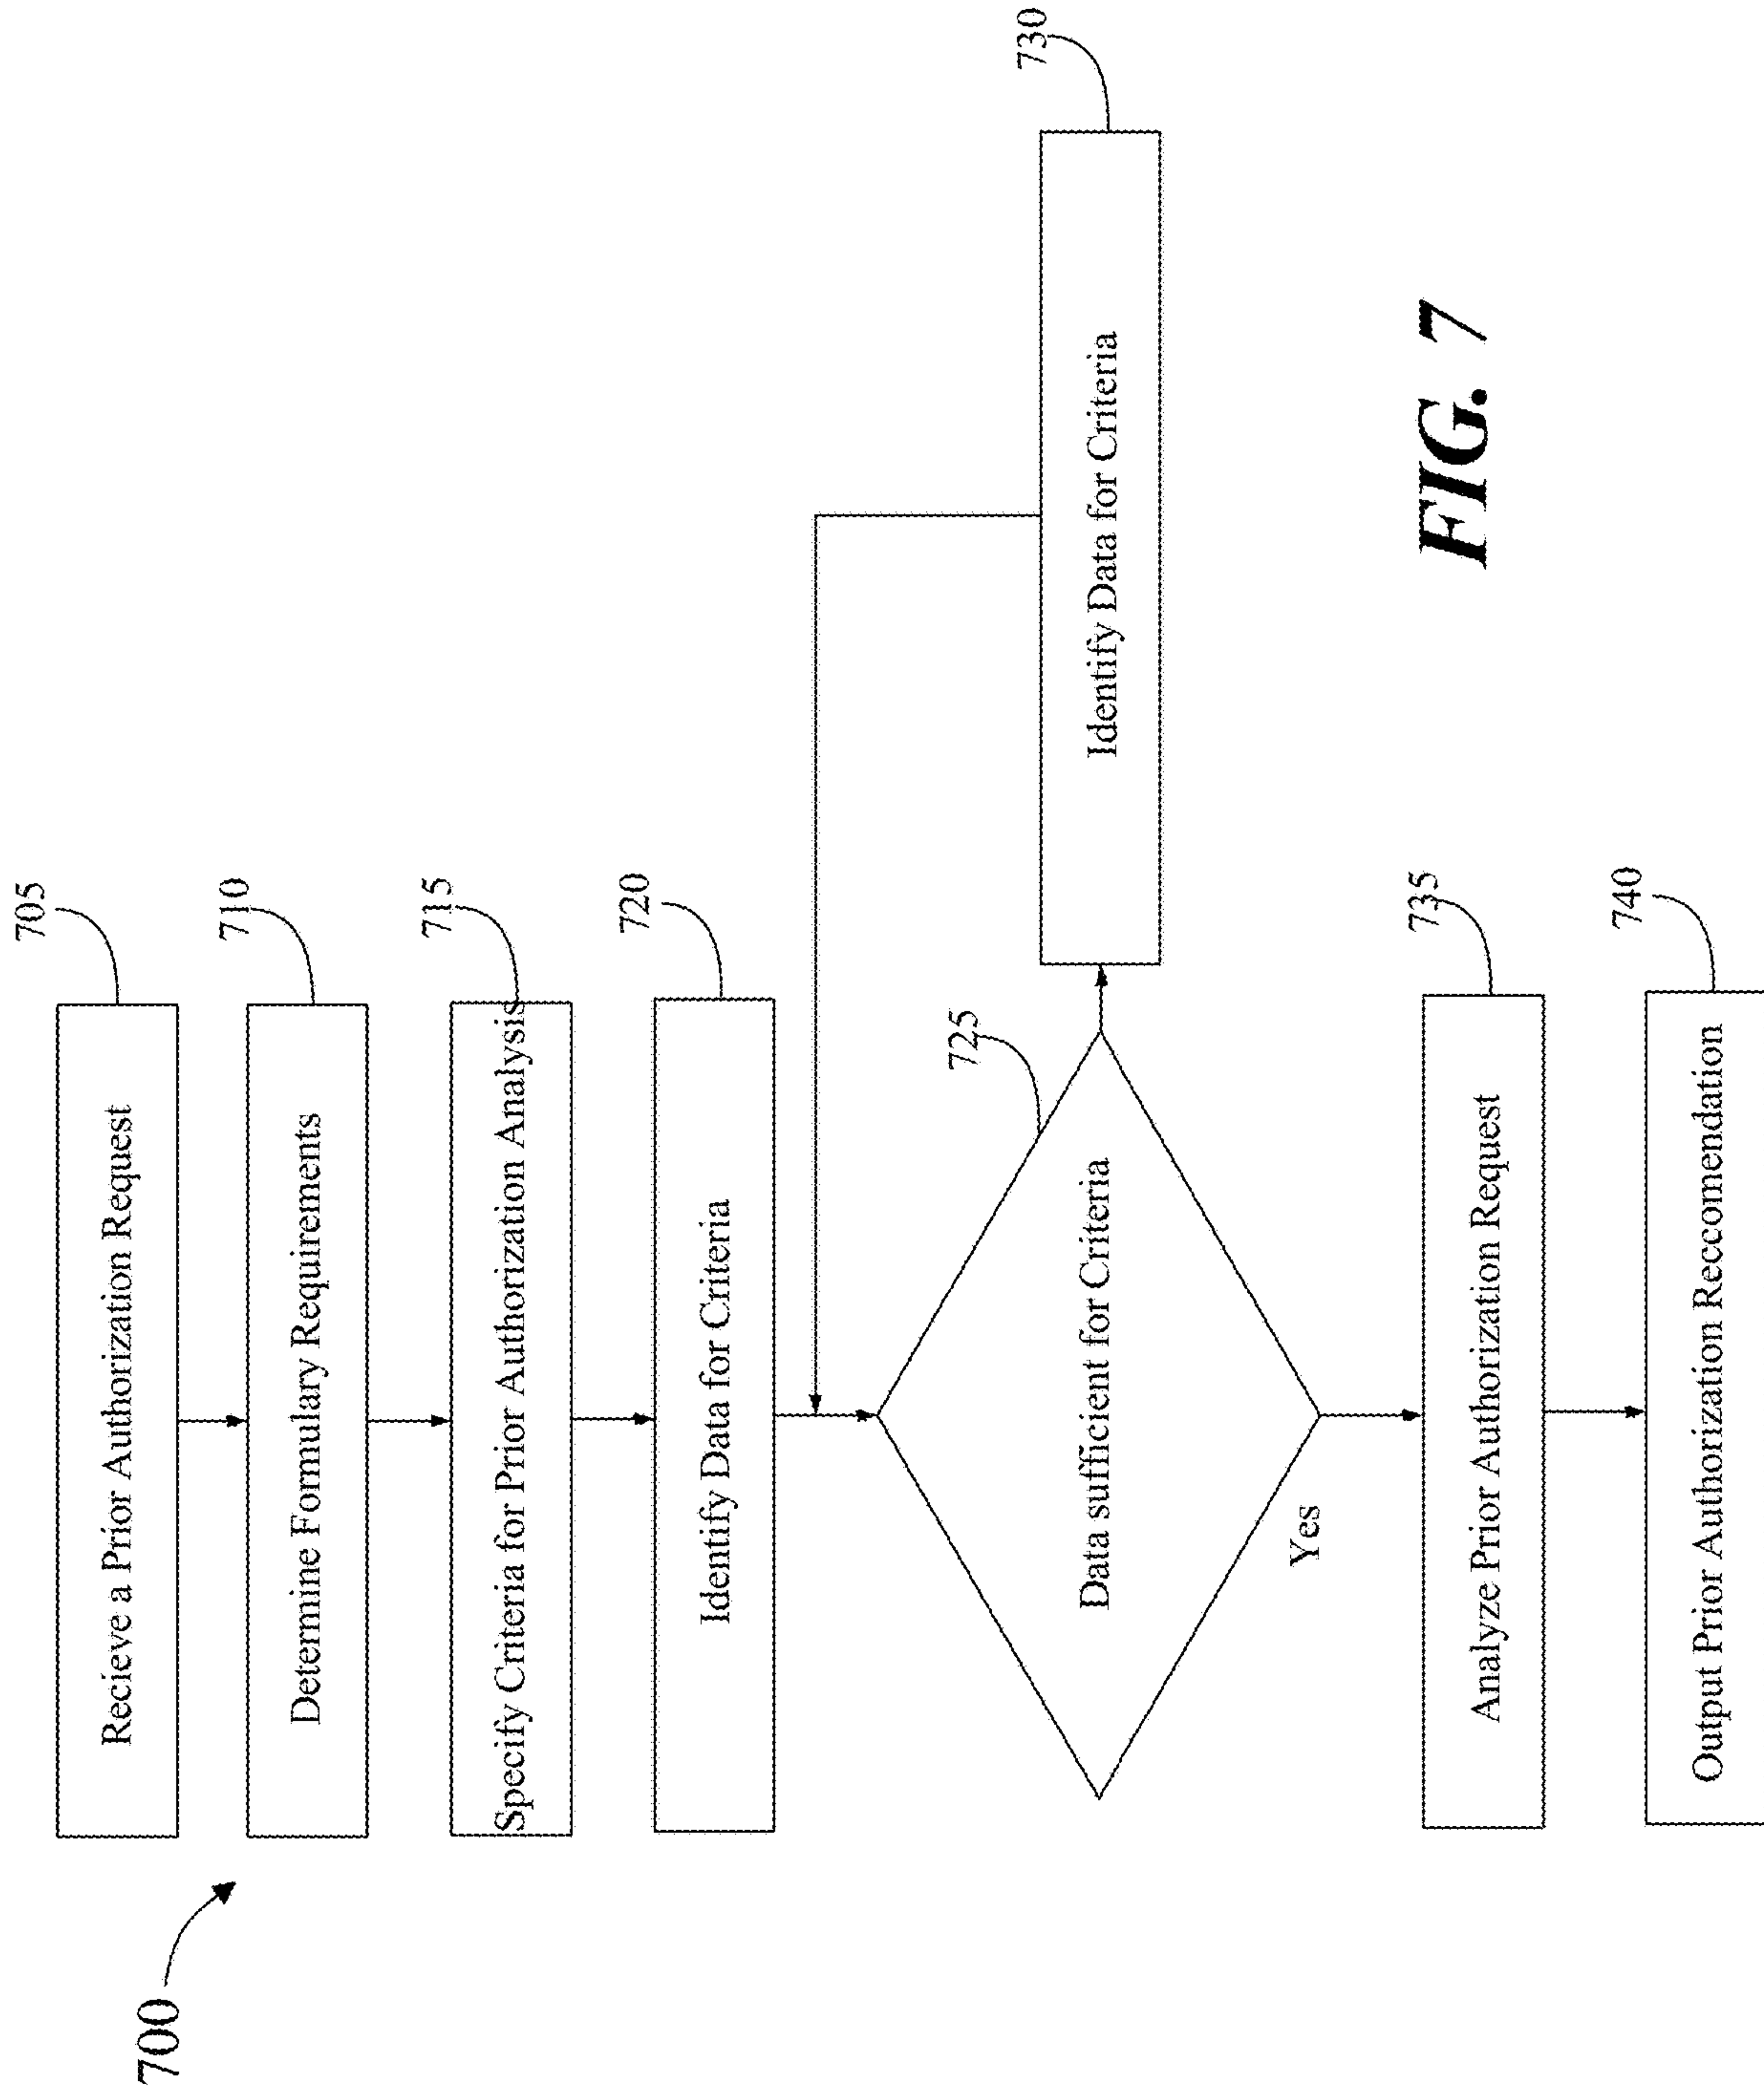 700
705
Recieve a Prior Authorization Request
710
Determine Formulary Requirements
715
Specify Criteria for Prior Authorization Analysis
720
Identify Data for Criteria
725
Data sufficient for Criteria
730
Identify Data for Criteria
Yes
735
Analyze Prior Authorization Request
740
Output Prior Authorization Reccomendation
FIG. 7